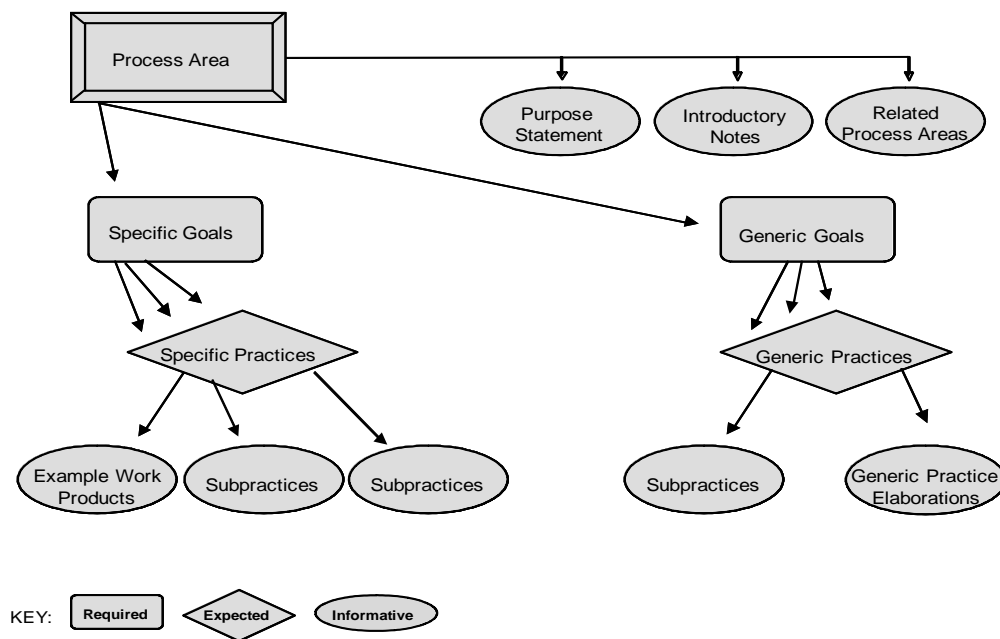 Process Area
Purpose
Statement
Introductory
Notes
Related
Process Areas
Specific Goals
Generic Goals
Specific Practices
Generic Practices
Example Work
Products
Subpractices
Subpractices
Subpractices
Generic Practice
Elaborations
KEY:
Required
Expected
Informative